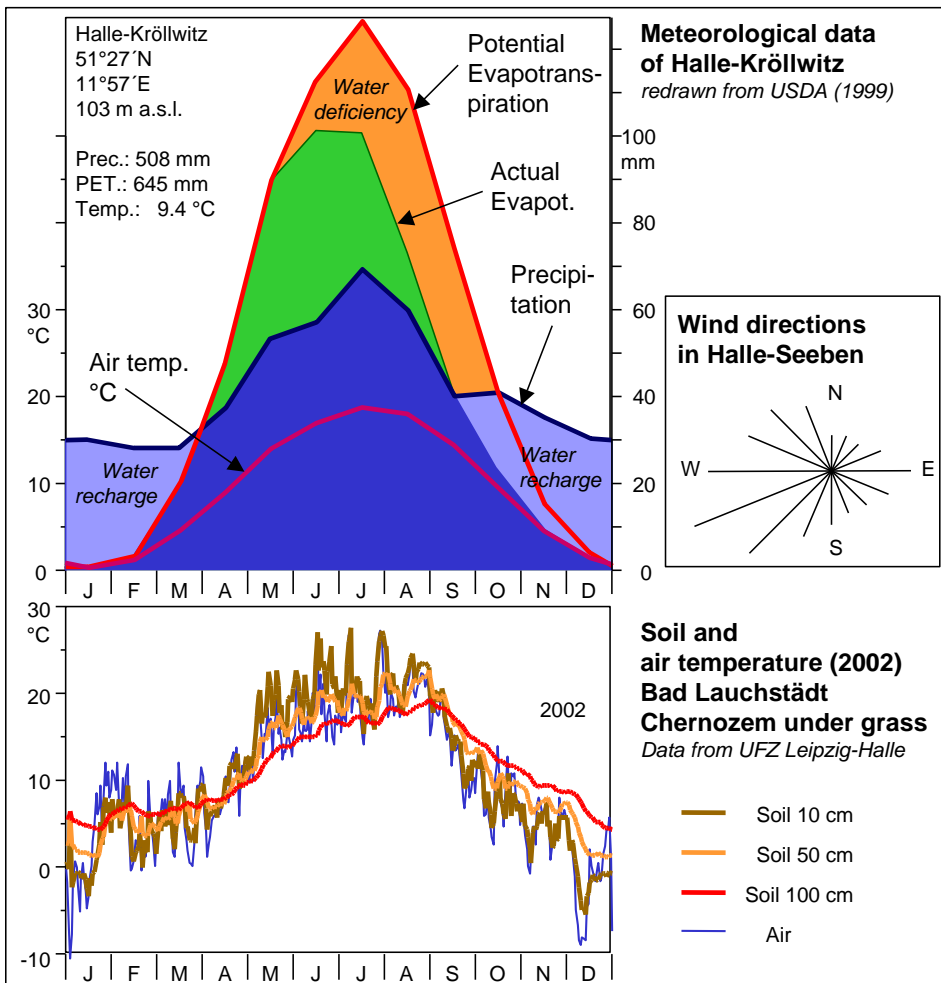 Halle-Kröllwitz
51°27´N
11°57´E
103 m a.s.l.
Prec.: 508 mm
PET.: 645 mm
Temp.: 9.4 °C
Water
deficiency
Potential
Evapotrans-
piration
Actual
Evapot.
Precipi-
tation
Air temp.
°C
Water
recharge
Water
recharge
30
°C
20
10
0
100
mm
80
60
40
20
0
J F M A M J J A S O N D
Meteorological data
of Halle-Kröllwitz
redrawn from USDA (1999)
Wind directions
in Halle-Seeben
N
W E
S
30
°C
20
10
0
-10
2002
J F M A M J J A S O N D
Soil and
air temperature (2002)
Bad Lauchstädt
Chernozem under grass
Data from UFZ Leipzig-Halle
Soil 10 cm
Soil 50 cm
Soil 100 cm
Air